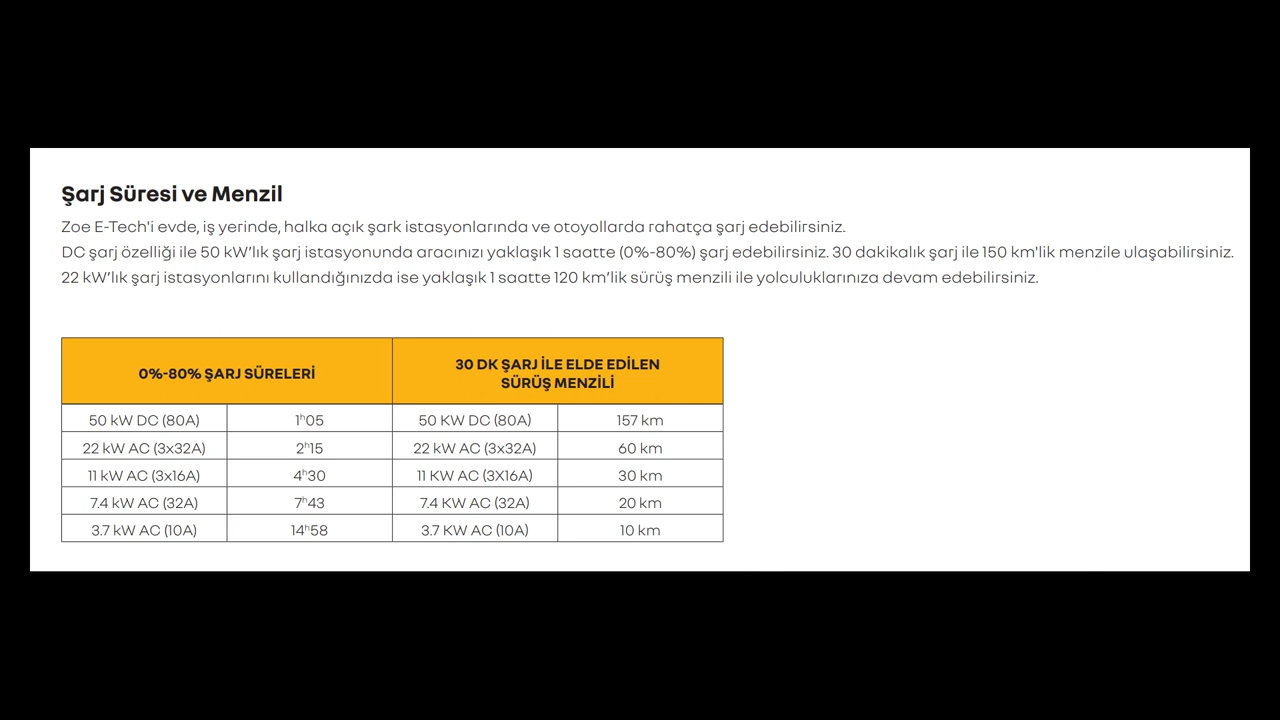 Şarj Süresi ve Menzil
Zoe E-Tech'i evde, iş yerinde, halka açık şark istasyonlarında ve otoyollarda rahatça şarj edebilirsiniz.
DC şarj özelliği ile 50 kW’lık şarj istasyonunda aracınızı yaklaşık 1 saatte (0%-80%) şarj edebilirsiniz. 30 dakikalık şarj ile 150 km'lik menzile ulaşabilirsiniz.
22 kW’lık şarj istasyonlarını kullandığınızda ise yaklaşık 1 saatte 120 km’lik sürüş menzili ile yolculuklarınıza devam edebilirsiniz.
0%-80% ŞARJ SÜRELERİ
30 DK ŞARJ İLE ELDE EDİLEN
SÜRÜŞ MENZİLİ
50 kW DC (80A) 1ʰ05 50 KW DC (80A) 157 km
22 kW AC (3x32A) 2ʰ15 22 kW AC (3x32A) 60 km
11 kW AC (3x16A) 4ʰ30 11 KW AC (3X16A) 30 km
7.4 kW AC (32A) 7ʰ43 7.4 KW AC (32A) 20 km
3.7 kW AC (10A) 14ʰ58 3.7 KW AC (10A) 10 km